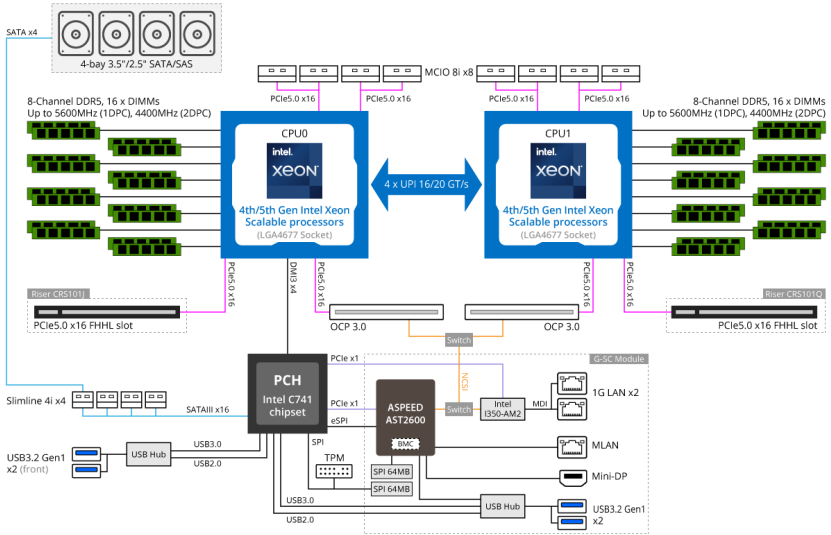 SATA x4
4-bay 3.5"/2.5" SATA/SAS
MCIO 8i x8
PCIe5.0 x16
PCIe5.0 x16
PCIe5.0 x16
PCIe5.0 x16
8-Channel DDR5, 16 x DIMMs
Up to 5600MHz (1DPC), 4400MHz (2DPC)
8-Channel DDR5, 16 x DIMMs
Up to 5600MHz (1DPC), 4400MHz (2DPC)
CPU0
intel.
XEON
4th/5th Gen Intel Xeon
Scalable processors
(LGA4677 Socket)
4 x UPI 16/20 GT/s
CPU1
intel.
XEON
4th/5th Gen Intel Xeon
Scalable processors
(LGA4677 Socket)
PCIe5.0 x16
DMI3 x4
PCIe5.0 x16
PCIe5.0 x16
PCIe5.0 x16
Riser CRS101J
PCIe5.0 x16 FHHL slot
OCP 3.0
OCP 3.0
Riser CRS101Q
PCIe5.0 x16 FHHL slot
Switch
NCSI
G-SC Module
PCH
Intel C741
chipset
PCIe x1
PCIe x1
eSPI
SPI
ASPEED
AST2600
BMC
Switch
Intel
I350-AM2
MDI
1G LAN x2
MLAN
Mini-DP
Slimline 4i x4
SATAIII x16
USB3.2 Gen1
x2 (front)
USB Hub
USB3.0
USB2.0
TPM
SPI 64MB
SPI 64MB
USB3.0
USB2.0
USB Hub
USB3.2 Gen1
x2